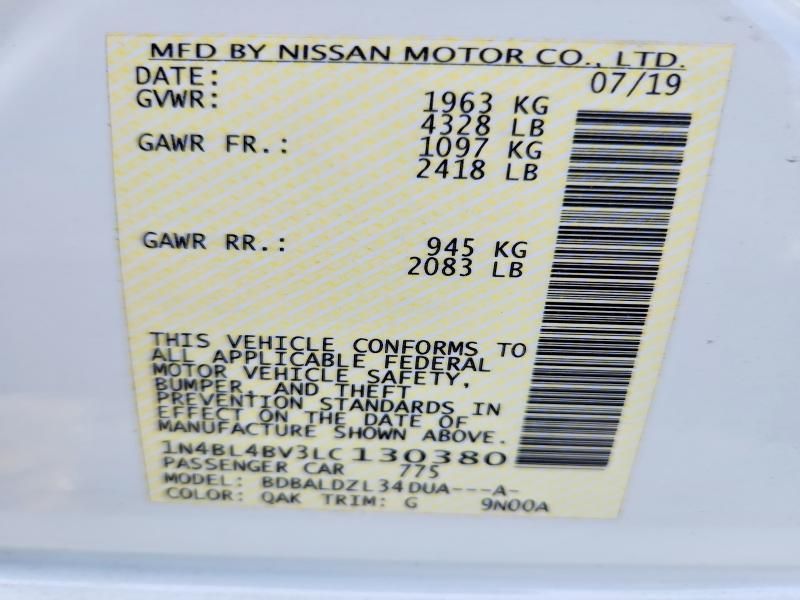 MFD BY NISSAN MOTOR CO., LTD.
DATE: 07/19
GVWR: 1963 KG
4328 LB
GAWR FR.: 1097 KG
2418 LB
GAWR RR.: 945 KG
2083 LB
THIS VEHICLE CONFORMS TO
ALL APPLICABLE FEDERAL
MOTOR VEHICLE SAFETY,
BUMPER, AND THEFT
PREVENTION STANDARDS IN
EFFECT ON THE DATE OF
MANUFACTURE SHOWN ABOVE.
1N4BL4BV3LC130380
PASSENGER CAR 775
MODEL: BDBALDZL34DUA---A-
COLOR: QAK TRIM: G 9N00A